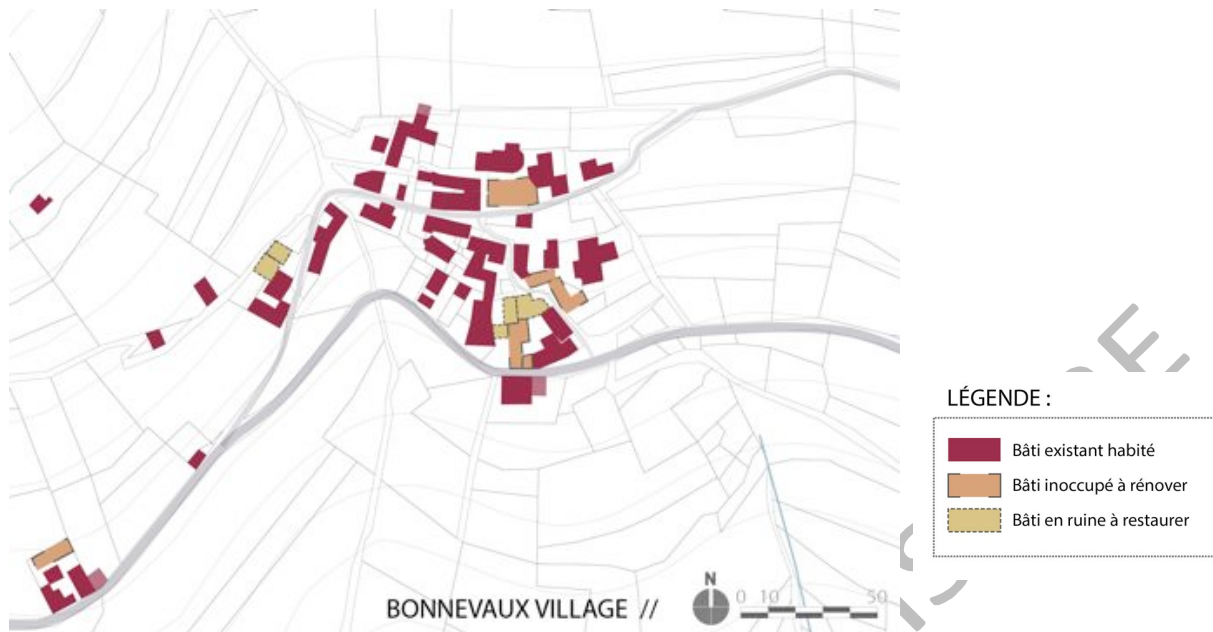 BONNEVAUX VILLAGE //
N
0 10 50
LÉGENDE :
Bâti existant habité
Bâti inoccupé à rénover
Bâti en ruine à restaurer